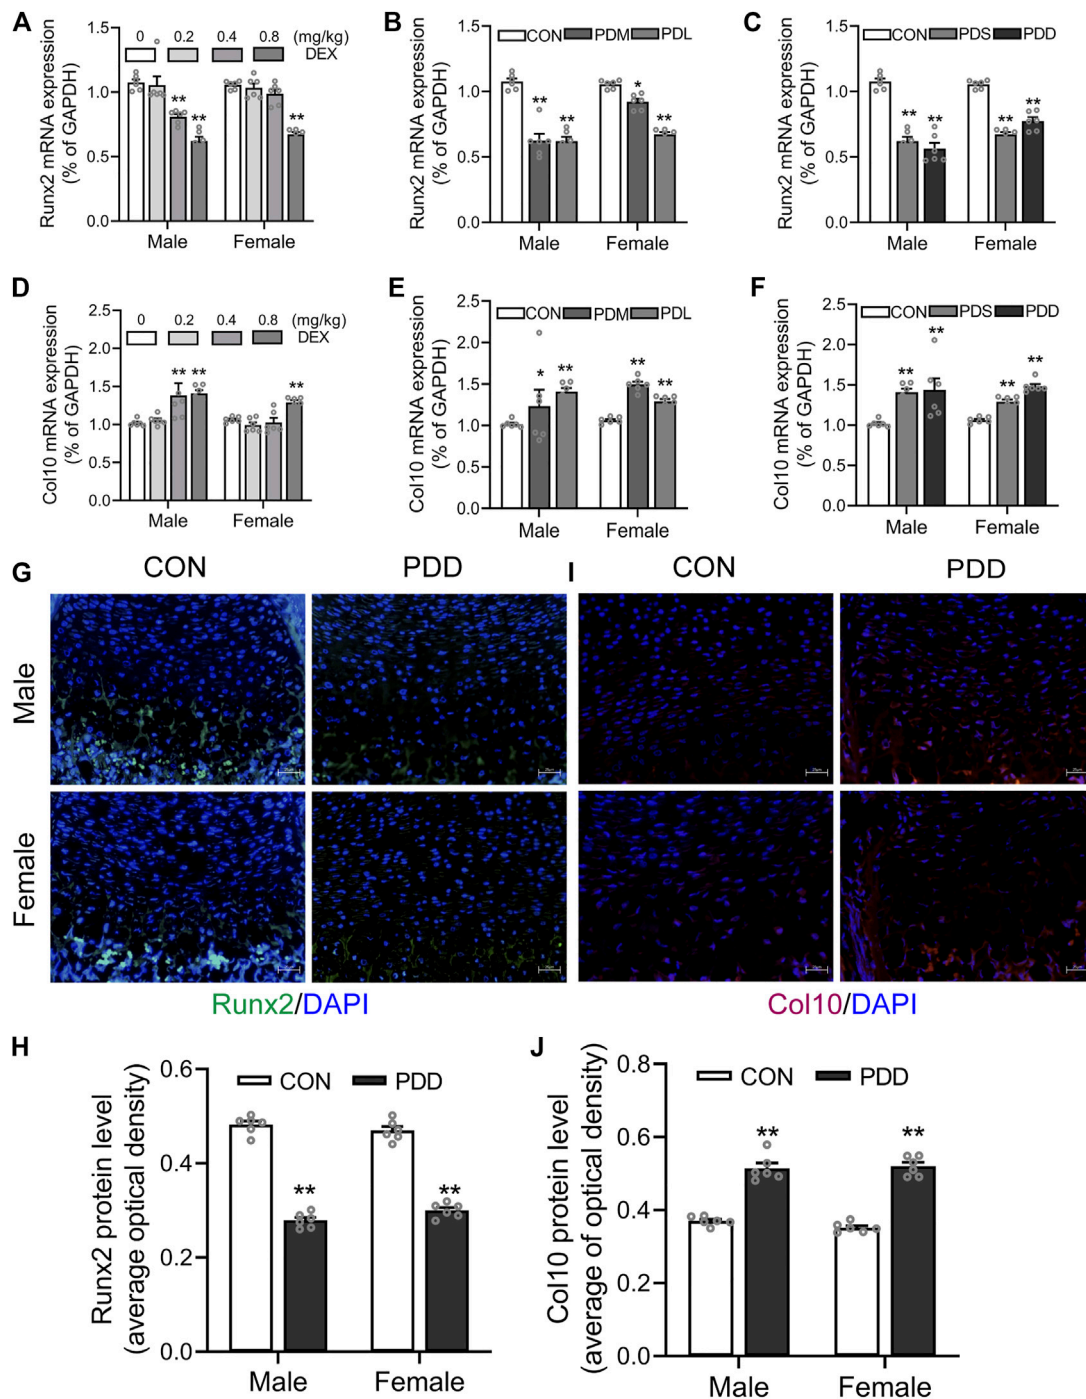 A
Runx2 mRNA expression
(% of GAPDH)
1.5
1.0
0.5
0.0
0 0.2 0.4 0.8 (mg/kg)
DEX
** ** **
Male Female
B
Runx2 mRNA expression
(% of GAPDH)
1.5
1.0
0.5
0.0
CON PDM PDL
** ** * **
Male Female
C
Runx2 mRNA expression
(% of GAPDH)
1.5
1.0
0.5
0.0
CON PDS PDD
** ** ** **
Male Female
D
Col10 mRNA expression
(% of GAPDH)
2.5
2.0
1.5
1.0
0.5
0.0
0 0.2 0.4 0.8 (mg/kg)
DEX
** ** **
Male Female
E
Col10 mRNA expression
(% of GAPDH)
2.5
2.0
1.5
1.0
0.5
0.0
CON PDM PDL
* ** ** **
Male Female
F
Col10 mRNA expression
(% of GAPDH)
2.5
2.0
1.5
1.0
0.5
0.0
CON PDS PDD
** ** ** **
Male Female
G CON PDD
Male
Female
Runx2/DAPI
I CON PDD
Col10/DAPI
H
Runx2 protein level
(average optical density)
0.6
0.4
0.2
0.0
CON PDD
** **
Male Female
J
Col10 protein level
(average of optical density)
0.8
0.6
0.4
0.2
0.0
CON PDD
** **
Male Female